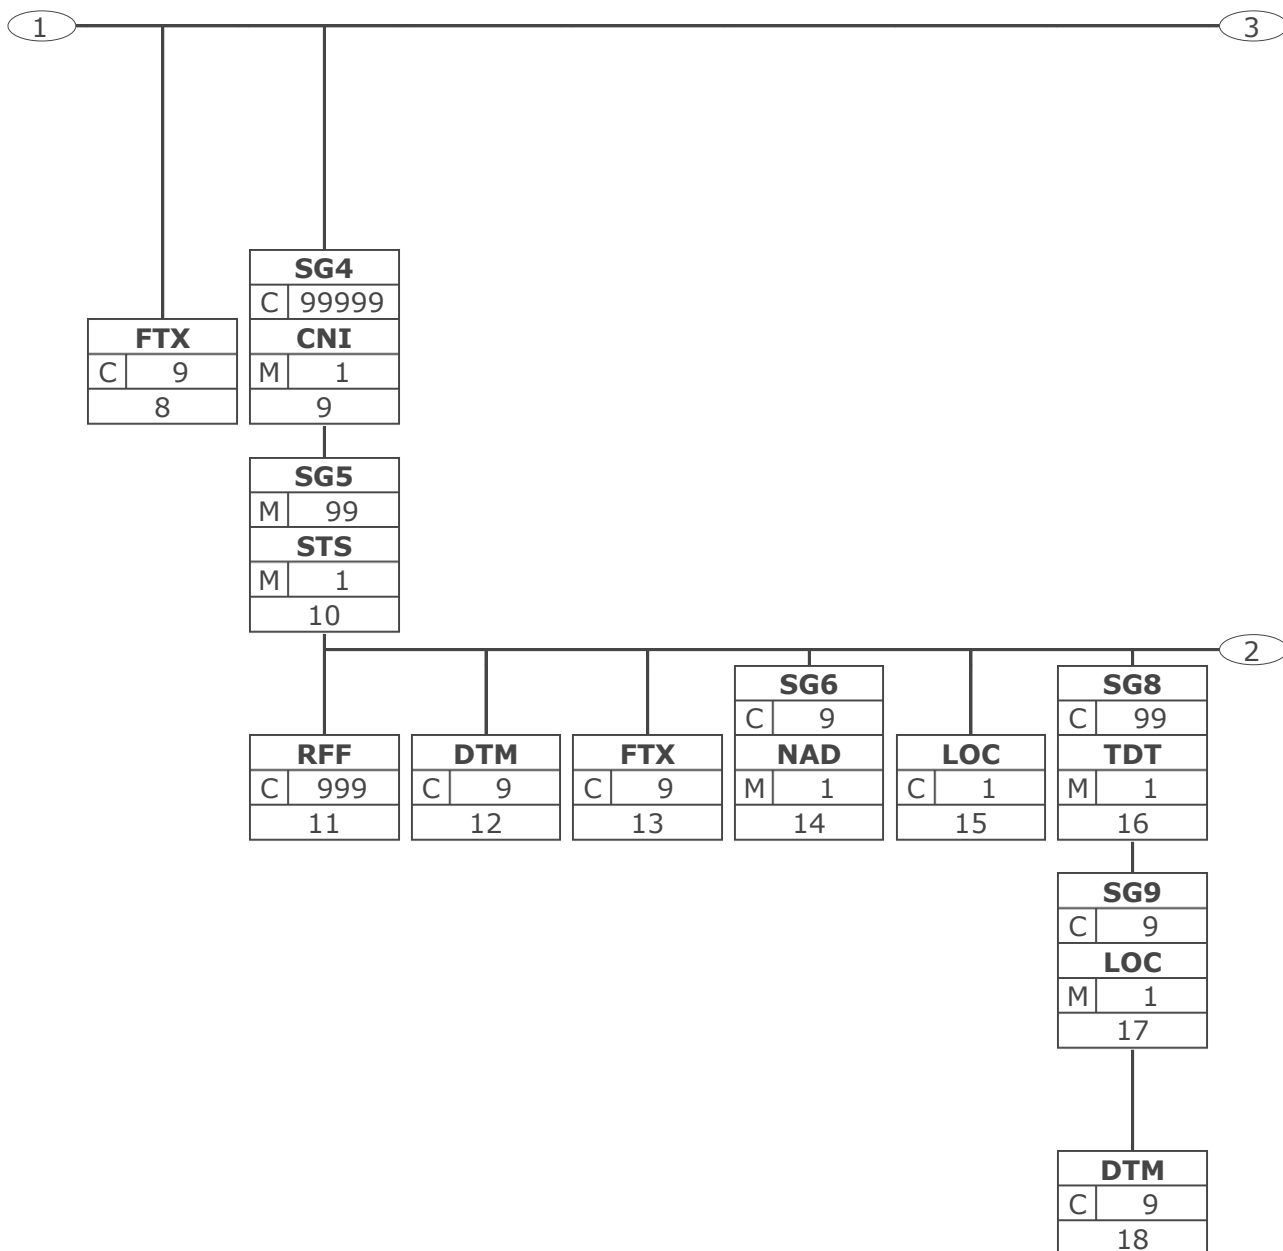 1 3
SG4
C 99999
FTX CNI
C 9 M 1
8 9
SG5
M 99
STS
M 1
10
2
SG6 SG8
C 9 C 99
RFF DTM FTX NAD LOC TDT
C 999 C 9 C 9 M 1 C 1 M 1
11 12 13 14 15 16
SG9
C 9
LOC
M 1
17
DTM
C 9
18